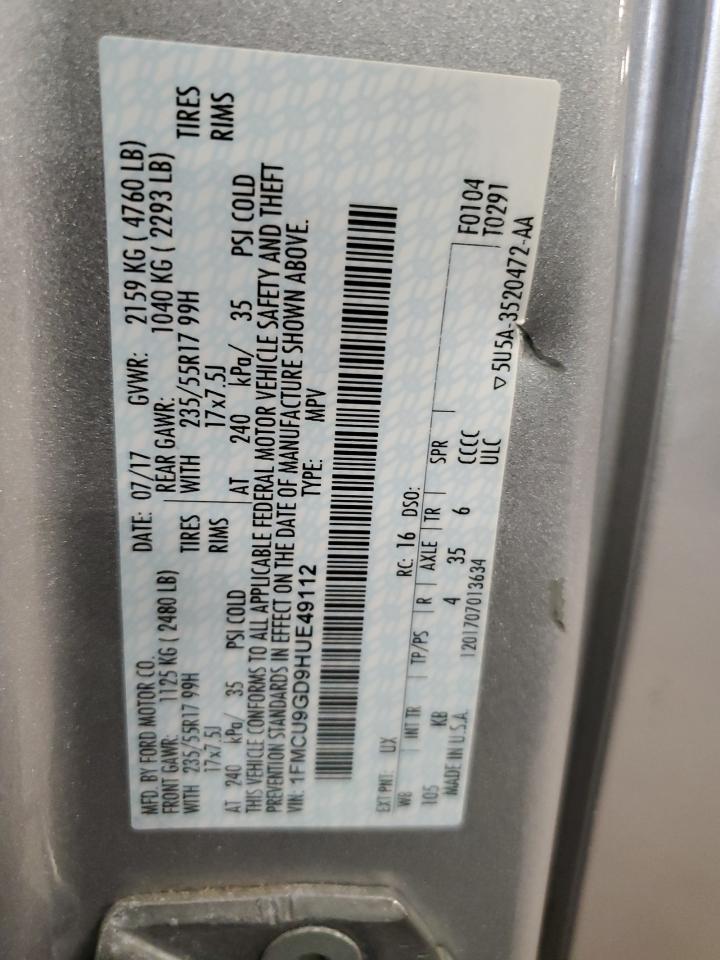 MFD. BY FORD MOTOR CO.
DATE: 07/17 GVWR: 2159 KG ( 4760 LB)
FRONT GAWR: 1125 KG ( 2480 LB) REAR GAWR: 1040 KG ( 2293 LB)
WITH 235/55R17 99H TIRES WITH 235/55R17 99H TIRES
17x7.5J RIMS 17x7.5J RIMS
AT 240 kPa/ 35 PSI COLD AT 240 kPa/ 35 PSI COLD
THIS VEHICLE CONFORMS TO ALL APPLICABLE FEDERAL MOTOR VEHICLE SAFETY AND THEFT
PREVENTION STANDARDS IN EFFECT ON THE DATE OF MANUFACTURE SHOWN ABOVE.
VIN: 1FMCU9GD9HUE49112 TYPE: MPV
EXT PNT: UX RC: 16 DSO: F0104
T0291
WB INT TR TP/PS R AXLE TR SPR
105 KB 4 35 6 CCCC
MADE IN U.S.A. 1201707013634 ULC
▽5U5A-3520472-AA